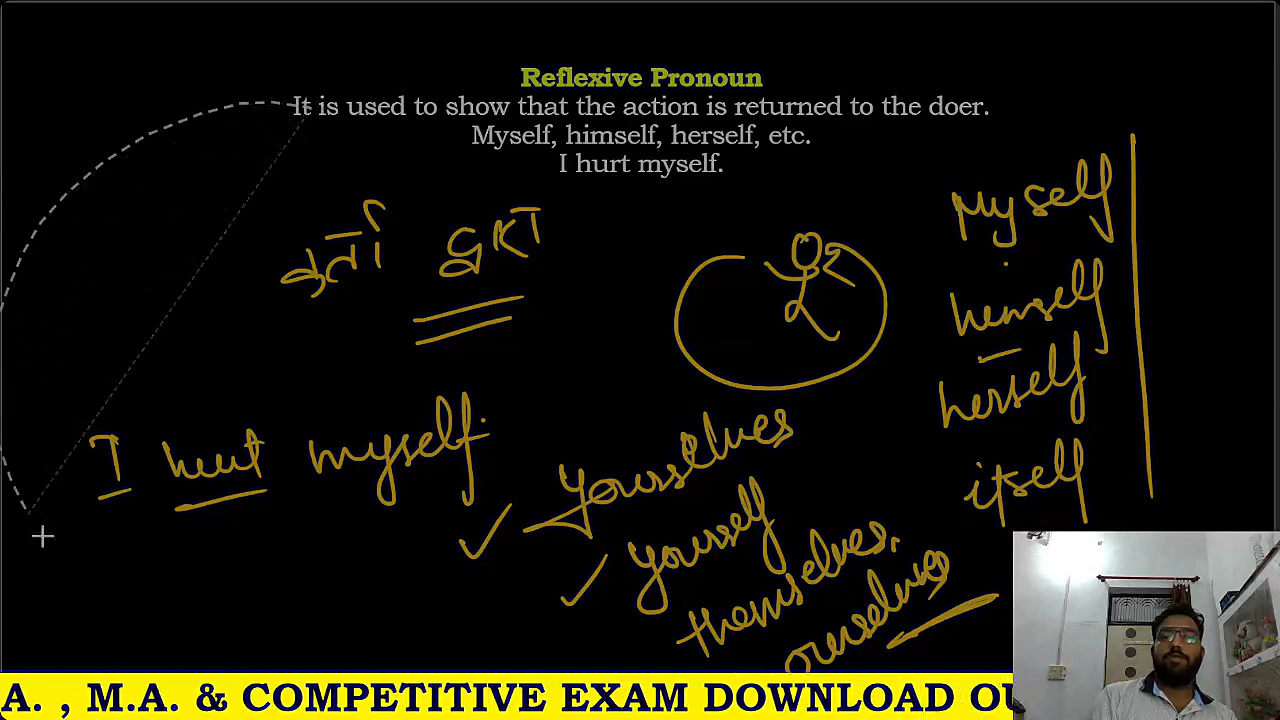 Reflexive Pronoun
It is used to show that the action is returned to the doer.
Myself, himself, herself, etc.
I hurt myself.
Myself
himself
herself
itself
I hurt myself.
yourselves
yourself
themselves,
ourselves
A. , M.A. & COMPETITIVE EXAM DOWNLOAD OU